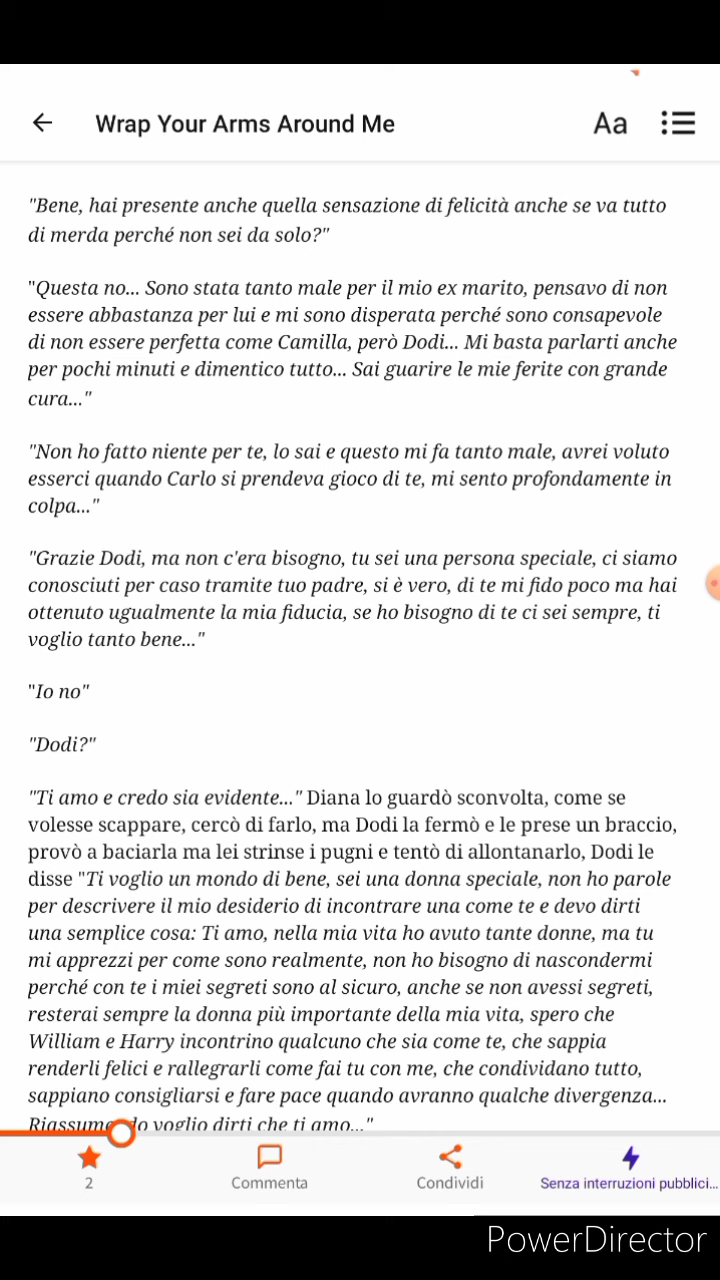 Wrap Your Arms Around Me
Aa
"Bene, hai presente anche quella sensazione di felicità anche se va tutto
di merda perché non sei da solo?"
"Questa no... Sono stata tanto male per il mio ex marito, pensavo di non
essere abbastanza per lui e mi sono disperata perché sono consapevole
di non essere perfetta come Camilla, però Dodi... Mi basta parlarti anche
per pochi minuti e dimentico tutto... Sai guarire le mie ferite con grande
cura..."
"Non ho fatto niente per te, lo sai e questo mi fa tanto male, avrei voluto
esserci quando Carlo si prendeva gioco di te, mi sento profondamente in
colpa..."
"Grazie Dodi, ma non c'era bisogno, tu sei una persona speciale, ci siamo
conosciuti per caso tramite tuo padre, si è vero, di te mi fido poco ma hai
ottenuto ugualmente la mia fiducia, se ho bisogno di te ci sei sempre, ti
voglio tanto bene..."
"Io no"
"Dodi?"
"Ti amo e credo sia evidente..." Diana lo guardò sconvolta, come se
volesse scappare, cercò di farlo, ma Dodi la fermò e le prese un braccio,
provò a baciarla ma lei strinse i pugni e tentò di allontanarlo, Dodi le
disse "Ti voglio un mondo di bene, sei una donna speciale, non ho parole
per descrivere il mio desiderio di incontrare una come te e devo dirti
una semplice cosa: Ti amo, nella mia vita ho avuto tante donne, ma tu
mi apprezzi per come sono realmente, non ho bisogno di nascondermi
perché con te i miei segreti sono al sicuro, anche se non avessi segreti,
resterai sempre la donna più importante della mia vita, spero che
William e Harry incontrino qualcuno che sia come te, che sappia
renderli felici e rallegrarli come fai tu con me, che condividano tutto,
sappiano consigliarsi e fare pace quando avranno qualche divergenza...
voglio dirti che ti amo..."
2
Commenta
Condividi
Senza interruzioni pubblici...
PowerDirector